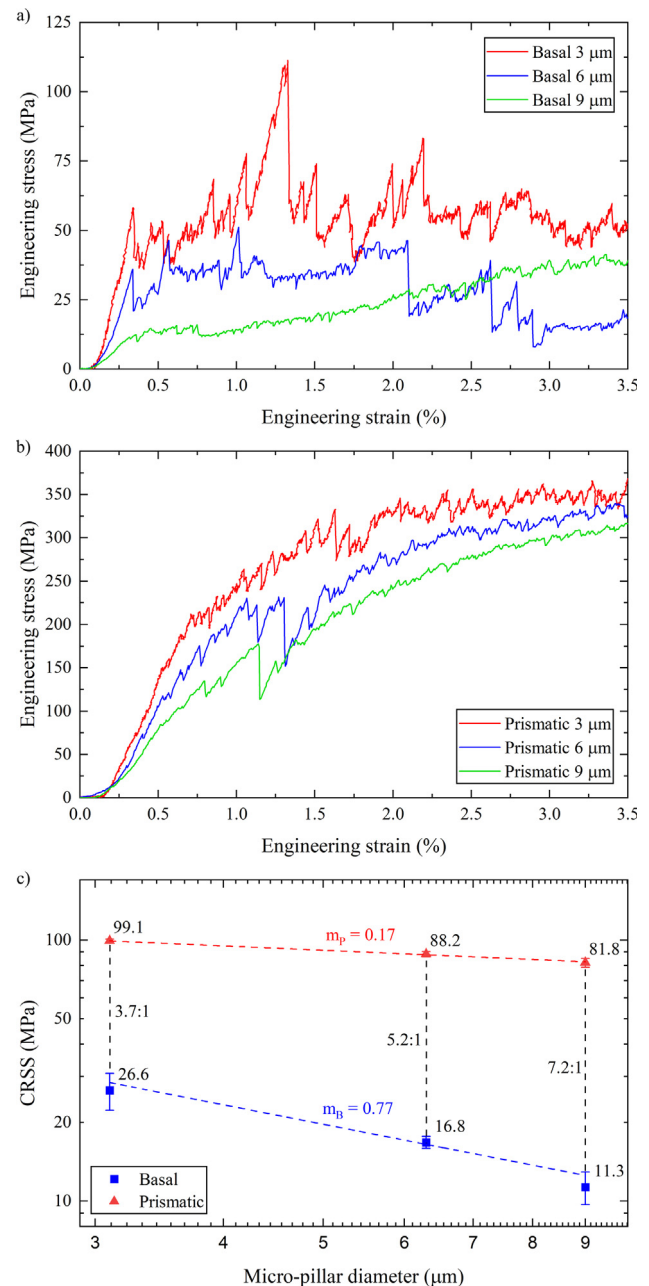 a)
125
100
75
50
25
0
Engineering stress (MPa)
Basal 3 μm
Basal 6 μm
Basal 9 μm
0.0 0.5 1.0 1.5 2.0 2.5 3.0 3.5
Engineering strain (%)
b)
400
350
300
250
200
150
100
50
0
Engineering stress (MPa)
Prismatic 3 μm
Prismatic 6 μm
Prismatic 9 μm
0.0 0.5 1.0 1.5 2.0 2.5 3.0 3.5
Engineering strain (%)
c)
100
50
20
10
CRSS (MPa)
99.1
m_P = 0.17
88.2
81.8
3.7:1
5.2:1
7.2:1
26.6
m_B = 0.77
16.8
11.3
Basal
Prismatic
3 4 5 6 7 8 9
Micro-pillar diameter (μm)